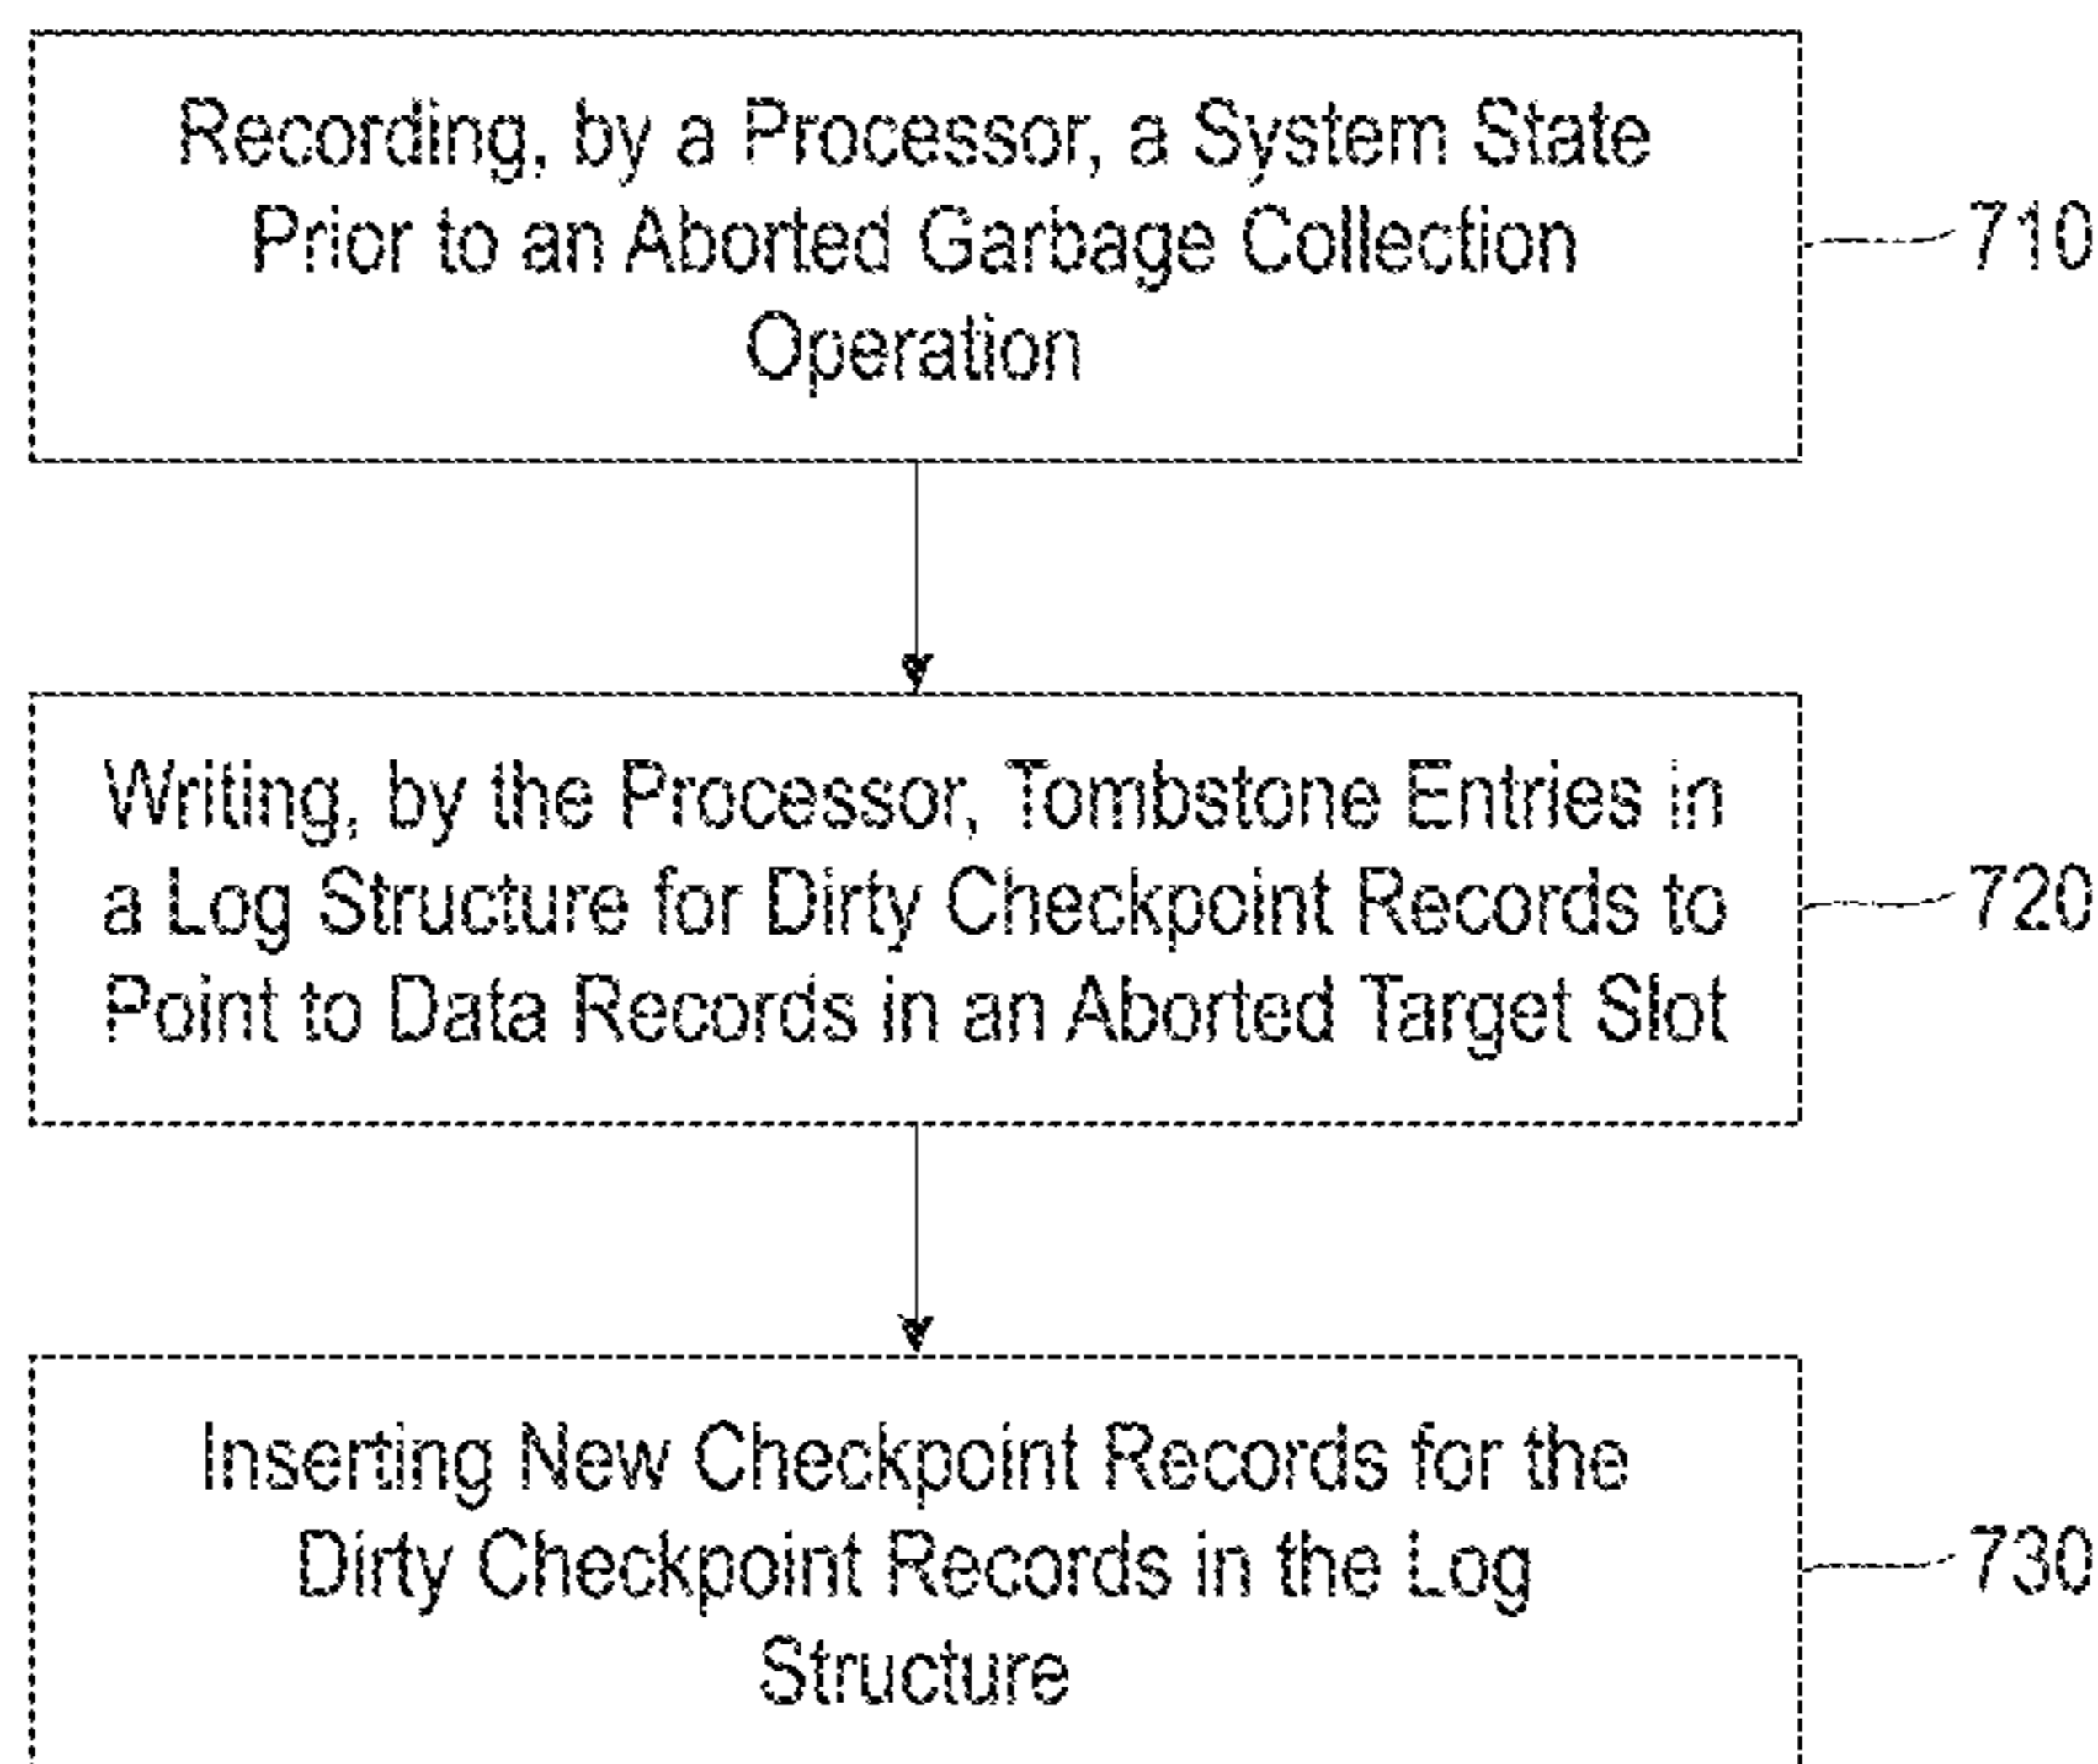 Recording, by a Processor, a System State
Prior to an Aborted Garbage Collection
Operation
710
Writing, by the Processor, Tombstone Entries in
a Log Structure for Dirty Checkpoint Records to
Point to Data Records in an Aborted Target Slot
720
Inserting New Checkpoint Records for the
Dirty Checkpoint Records in the Log
Structure
730